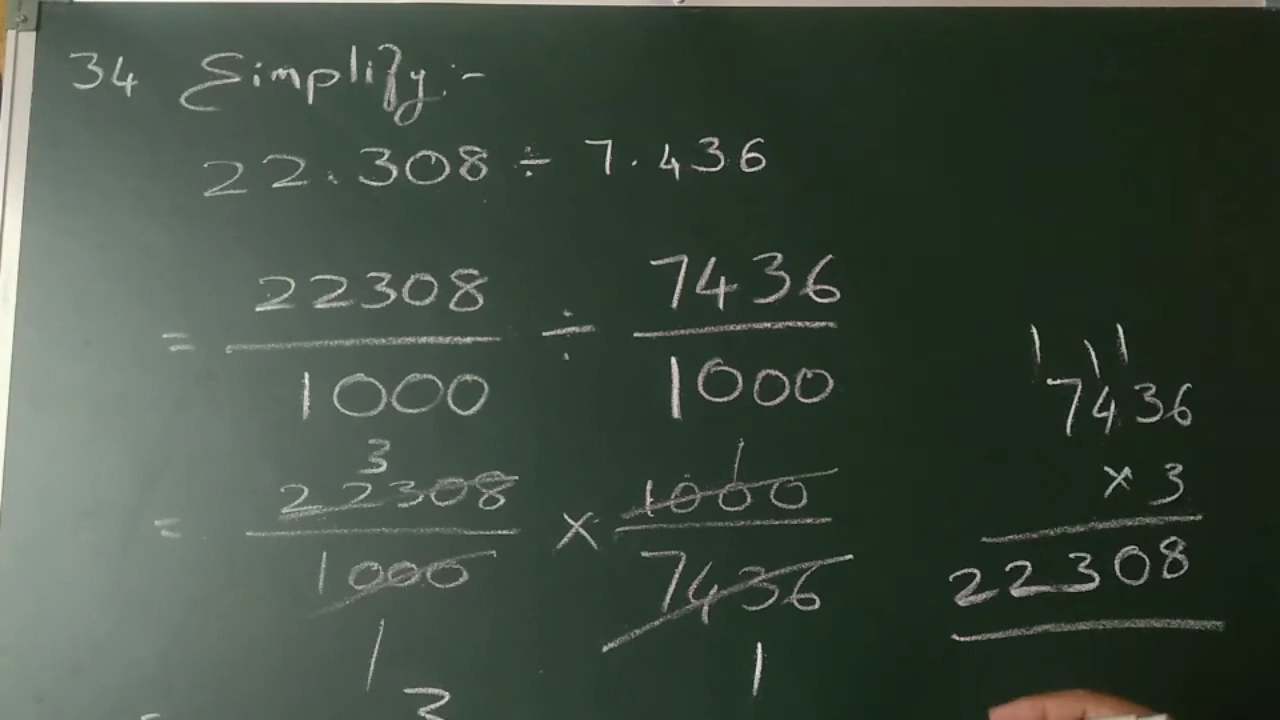 34 Simplify:-
22.308 ÷ 7.436
= 22308/1000 ÷ 7436/1000
3 1
= 22308/1000 × 1000/7436
1 1
= 3
1 1 1
7436
× 3
22308